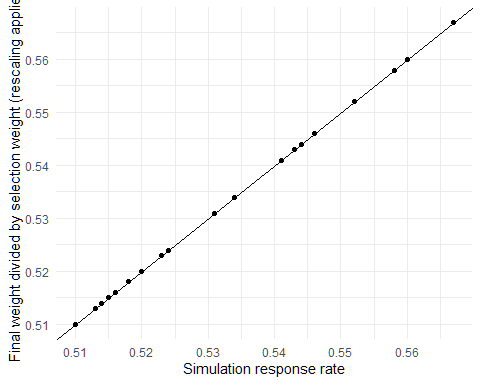 Final weight divided by selection weight (rescaling applie
0.56
0.55
0.54
0.53
0.52
0.51
0.51 0.52 0.53 0.54 0.55 0.56
Simulation response rate